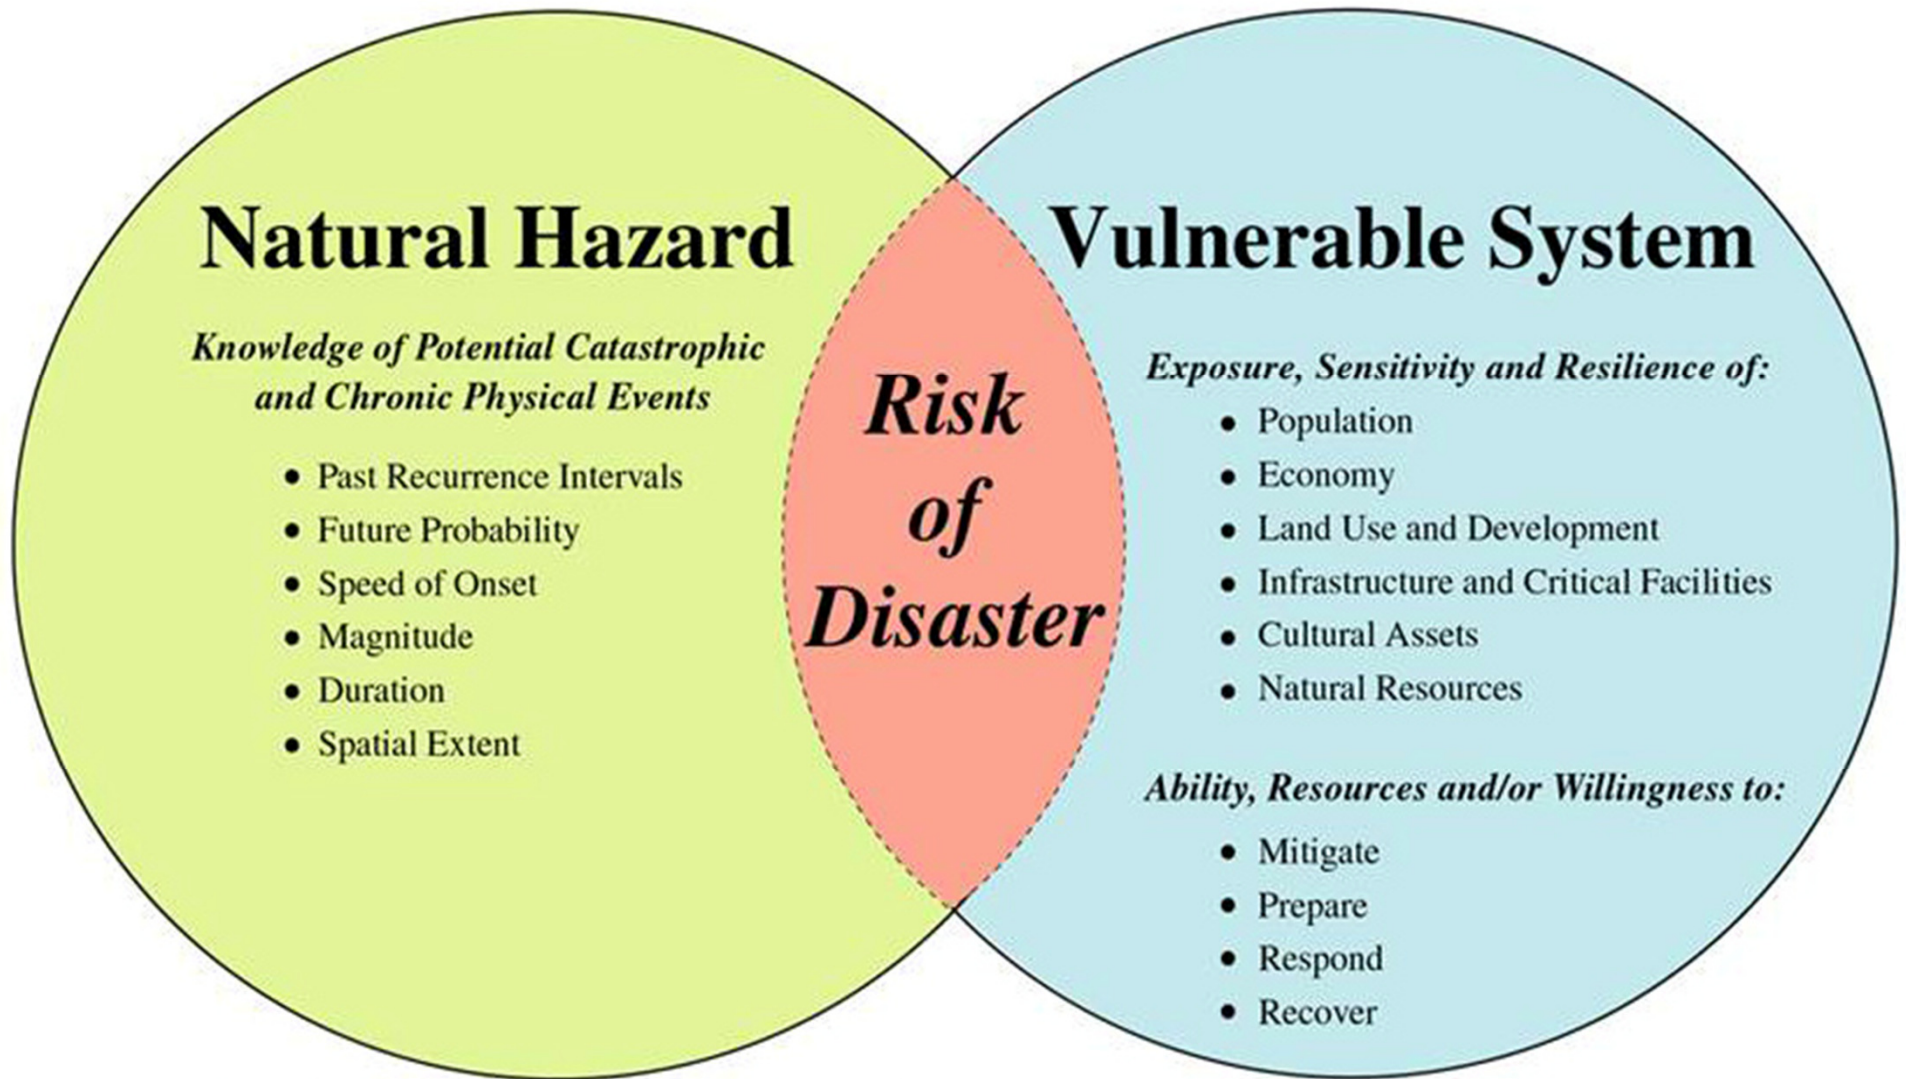 Natural Hazard
Knowledge of Potential Catastrophic
and Chronic Physical Events
• Past Recurrence Intervals
• Future Probability
• Speed of Onset
• Magnitude
• Duration
• Spatial Extent
Risk
of
Disaster
Vulnerable System
Exposure, Sensitivity and Resilience of:
• Population
• Economy
• Land Use and Development
• Infrastructure and Critical Facilities
• Cultural Assets
• Natural Resources
Ability, Resources and/or Willingness to:
• Mitigate
• Prepare
• Respond
• Recover